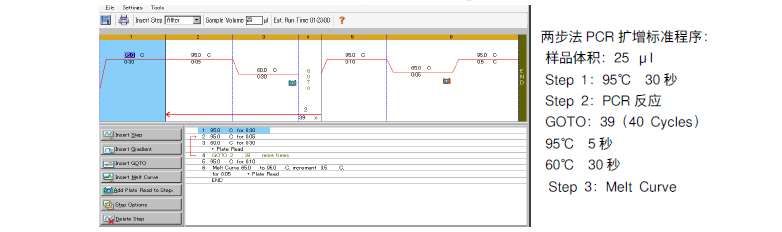 File Settings Tools
Insert Step After Sample Volume 25 μl Est. Run Time 01:23:00 ?
1 2 3 4 5 6
95.0 C 95.0 C 60.0 C 95.0 C 65.0 C 95.0 C
0:30 0:05 0:30 0:10 0:05 0.5 C
GOTO
2
39 x
END
Insert Step
Insert Gradient
Insert GOTO
Insert Melt Curve
Add Plate Read to Step
Step Options
Delete Step
1 95.0 C for 0:30
2 95.0 C for 0:05
3 60.0 C for 0:30
+ Plate Read
4 GOTO 2 , 39 more times
5 95.0 C for 0:10
6 Melt Curve 65.0 to 95.0 C, increment 0.5 C,
for 0:05 + Plate Read
END
两步法 PCR 扩增标准程序：
样品体积：25 μl
Step 1：95℃ 30 秒
Step 2：PCR 反应
GOTO：39（40 Cycles）
95℃ 5 秒
60℃ 30 秒
Step 3：Melt Curve